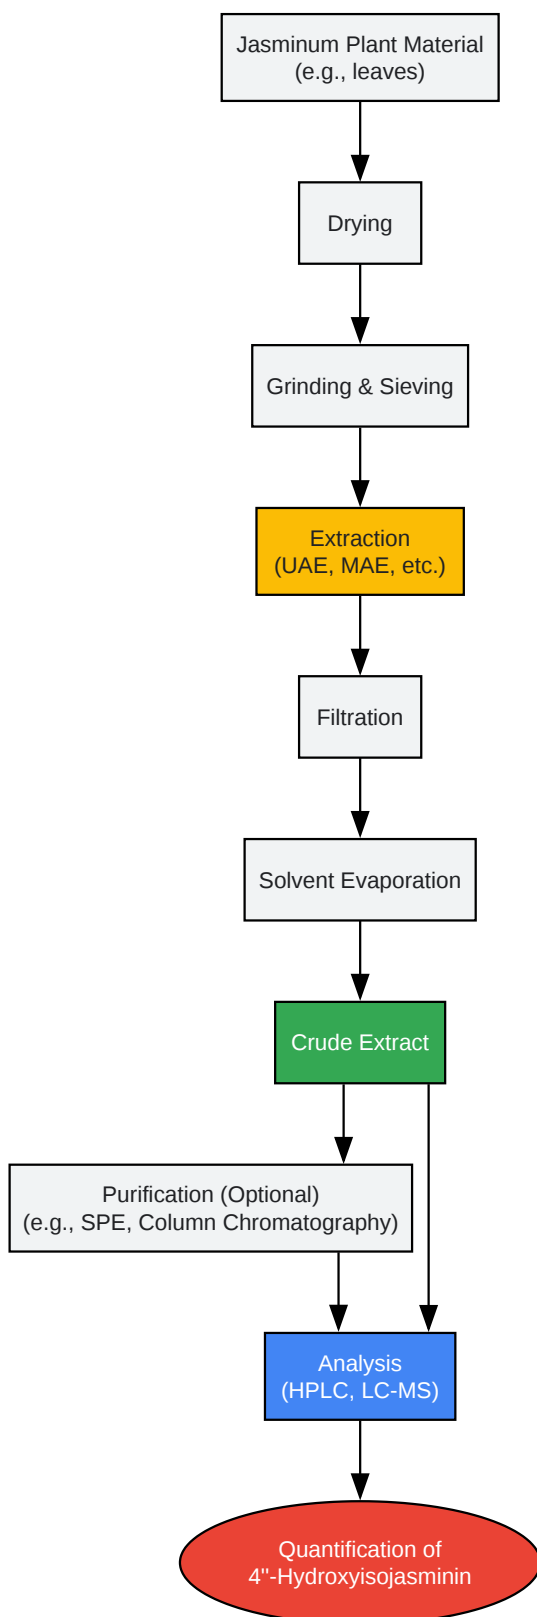 Jasminum Plant Material
(e.g., leaves)
Drying
Grinding & Sieving
Extraction
(UAE, MAE, etc.)
Filtration
Solvent Evaporation
Crude Extract
Purification (Optional)
(e.g., SPE, Column Chromatography)
Analysis
(HPLC, LC-MS)
Quantification of
4"-Hydroxyisojasminin